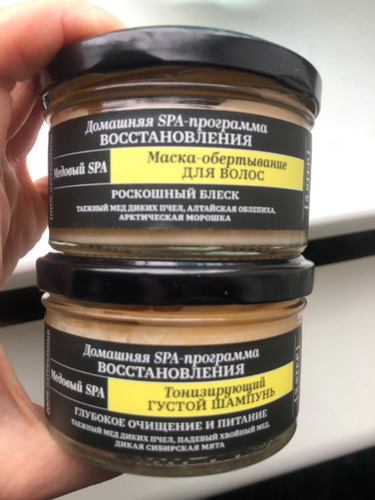 Домашняя SPA-программа
ВОССТАНОВЛЕНИЯ
Медовый SPA
Маска-обертывание
ДЛЯ ВОЛОС
РОСКОШНЫЙ БЛЕСК
ТАЕЖНЫЙ МЕД ДИКИХ ПЧЕЛ, АЛТАЙСКАЯ ОБЛЕПИХА,
АРКТИЧЕСКАЯ МОРОШКА
Домашняя SPA-программа
ВОССТАНОВЛЕНИЯ
Медовый SPA
Тонизирующий
ГУСТОЙ ШАМПУНЬ
ГЛУБОКОЕ ОЧИЩЕНИЕ И ПИТАНИЕ
ТАЕЖНЫЙ МЕД ДИКИХ ПЧЕЛ, ПАДЕВЫЙ ХВОЙНЫЙ МЕД,
ДИКАЯ СИБИРСКАЯ МЯТА